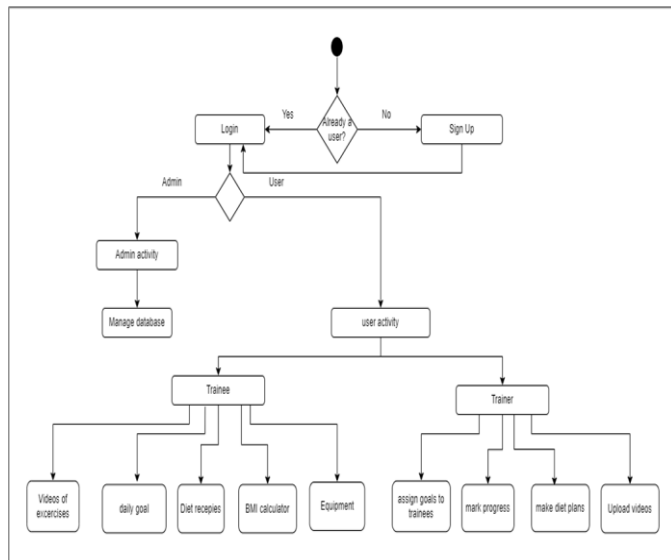 Already a
user?
Yes
No
Login
Sign Up
Admin
User
Admin activity
Manage database
user activity
Trainee
Trainer
Videos of
excercises
daily goal
Diet recepies
BMI calculator
Equipment
assign goals to
trainees
mark progress
make diet plans
Upload videos